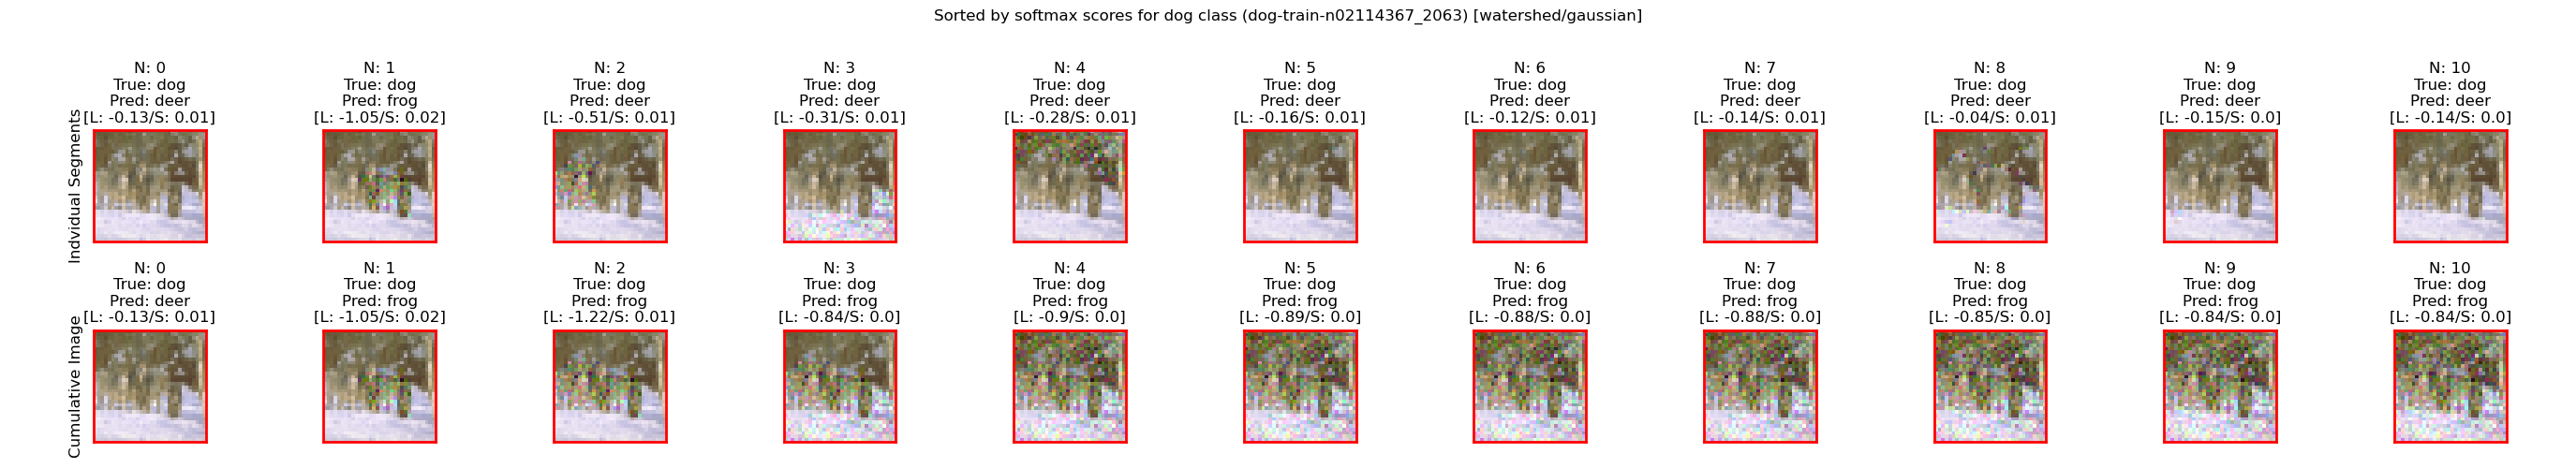 Sorted by softmax scores for dog class (dog-train-n02114367_2063) [watershed/gaussian]
Indvidual Segments
N: 0
True: dog
Pred: deer
[L: -0.13/S: 0.01]
N: 1
True: dog
Pred: frog
[L: -1.05/S: 0.02]
N: 2
True: dog
Pred: deer
[L: -0.51/S: 0.01]
N: 3
True: dog
Pred: deer
[L: -0.31/S: 0.01]
N: 4
True: dog
Pred: deer
[L: -0.28/S: 0.01]
N: 5
True: dog
Pred: deer
[L: -0.16/S: 0.01]
N: 6
True: dog
Pred: deer
[L: -0.12/S: 0.01]
N: 7
True: dog
Pred: deer
[L: -0.14/S: 0.01]
N: 8
True: dog
Pred: deer
[L: -0.04/S: 0.01]
N: 9
True: dog
Pred: deer
[L: -0.15/S: 0.0]
N: 10
True: dog
Pred: deer
[L: -0.14/S: 0.0]
Cumulative Image
N: 0
True: dog
Pred: deer
[L: -0.13/S: 0.01]
N: 1
True: dog
Pred: frog
[L: -1.05/S: 0.02]
N: 2
True: dog
Pred: frog
[L: -1.22/S: 0.01]
N: 3
True: dog
Pred: frog
[L: -0.84/S: 0.0]
N: 4
True: dog
Pred: frog
[L: -0.9/S: 0.0]
N: 5
True: dog
Pred: frog
[L: -0.89/S: 0.0]
N: 6
True: dog
Pred: frog
[L: -0.88/S: 0.0]
N: 7
True: dog
Pred: frog
[L: -0.88/S: 0.0]
N: 8
True: dog
Pred: frog
[L: -0.85/S: 0.0]
N: 9
True: dog
Pred: frog
[L: -0.84/S: 0.0]
N: 10
True: dog
Pred: frog
[L: -0.84/S: 0.0]